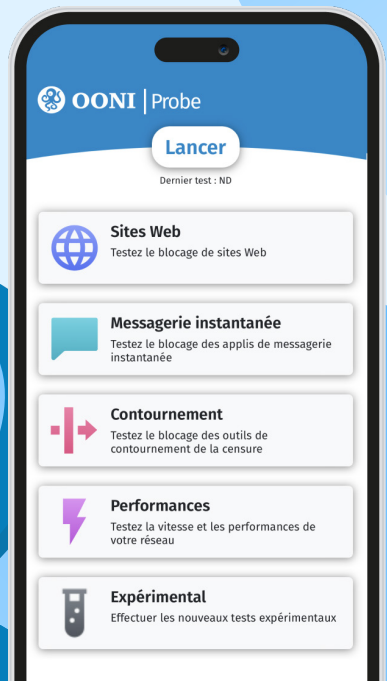 OONI | Probe
Lancer
Dernier test : ND
Sites Web
Testez le blocage de sites Web
Messagerie instantanée
Testez le blocage des applis de messagerie
instantanée
Contournement
Testez le blocage des outils de
contournement de la censure
Performances
Testez la vitesse et les performances de
votre réseau
Expérimental
Effectuer les nouveaux tests expérimentaux